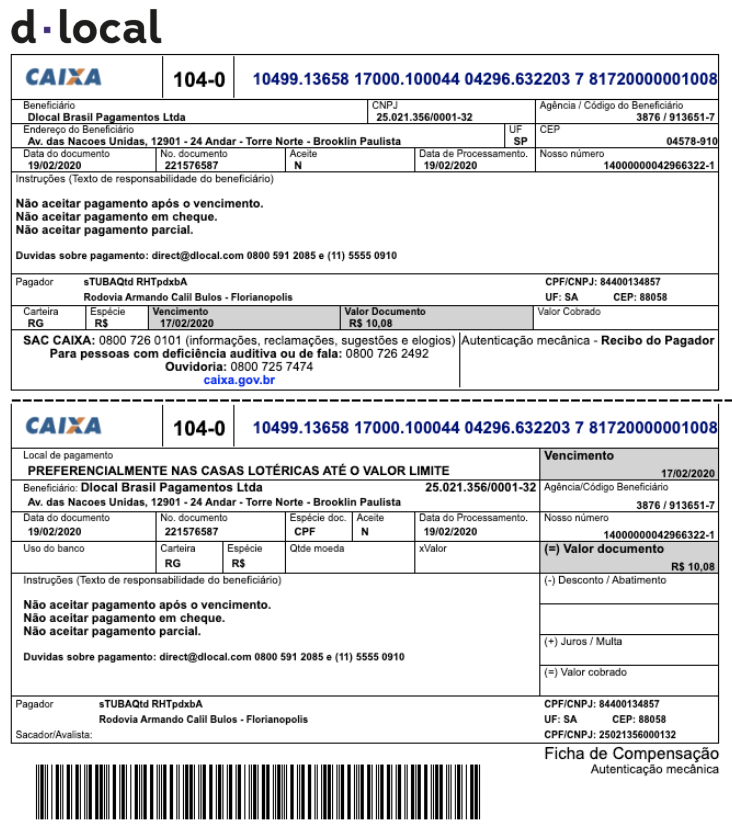 d·local
CAIXA 104-0 10499.13658 17000.100044 04296.632203 7 81720000001008
Beneficiário CNPJ Agência / Código do Beneficiário
Dlocal Brasil Pagamentos Ltda 25.021.356/0001-32 3876 / 913651-7
Endereço do Beneficiário UF CEP
Av. das Nacoes Unidas, 12901 - 24 Andar - Torre Norte - Brooklin Paulista SP 04578-910
Data do documento No. documento Aceite Data de Processamento. Nosso número
19/02/2020 221576587 N 19/02/2020 14000000042966322-1
Instruções (Texto de responsabilidade do beneficiário)
Não aceitar pagamento após o vencimento.
Não aceitar pagamento em cheque.
Não aceitar pagamento parcial.
Duvidas sobre pagamento: direct@dlocal.com 0800 591 2085 e (11) 5555 0910
Pagador sTUBAQtd RHTpdxbA CPF/CNPJ: 84400134857
Rodovia Armando Calil Bulos - Florianopolis UF: SA CEP: 88058
Carteira Espécie Vencimento Valor Documento Valor Cobrado
RG R$ 17/02/2020 R$ 10,08
SAC CAIXA: 0800 726 0101 (informações, reclamações, sugestões e elogios) Autenticação mecânica - Recibo do Pagador
Para pessoas com deficiência auditiva ou de fala: 0800 726 2492
Ouvidoria: 0800 725 7474
caixa.gov.br
CAIXA 104-0 10499.13658 17000.100044 04296.632203 7 81720000001008
Local de pagamento Vencimento
PREFERENCIALMENTE NAS CASAS LOTÉRICAS ATÉ O VALOR LIMITE 17/02/2020
Beneficiário: Dlocal Brasil Pagamentos Ltda 25.021.356/0001-32 Agência/Código Beneficiário
Av. das Nacoes Unidas, 12901 - 24 Andar - Torre Norte - Brooklin Paulista 3876 / 913651-7
Data do documento No. documento Espécie doc. Aceite Data do Processamento. Nosso número
19/02/2020 221576587 CPF N 19/02/2020 14000000042966322-1
Uso do banco Carteira Espécie Qtde moeda xValor (=) Valor documento
RG R$ R$ 10,08
Instruções (Texto de responsabilidade do beneficiário) (-) Desconto / Abatimento
Não aceitar pagamento após o vencimento.
Não aceitar pagamento em cheque.
Não aceitar pagamento parcial.
(+) Juros / Multa
Duvidas sobre pagamento: direct@dlocal.com 0800 591 2085 e (11) 5555 0910
(=) Valor cobrado
Pagador sTUBAQtd RHTpdxbA CPF/CNPJ: 84400134857
Rodovia Armando Calil Bulos - Florianopolis UF: SA CEP: 88058
Sacador/Avalista: CPF/CNPJ: 25021356000132
Ficha de Compensação
Autenticação mecânica